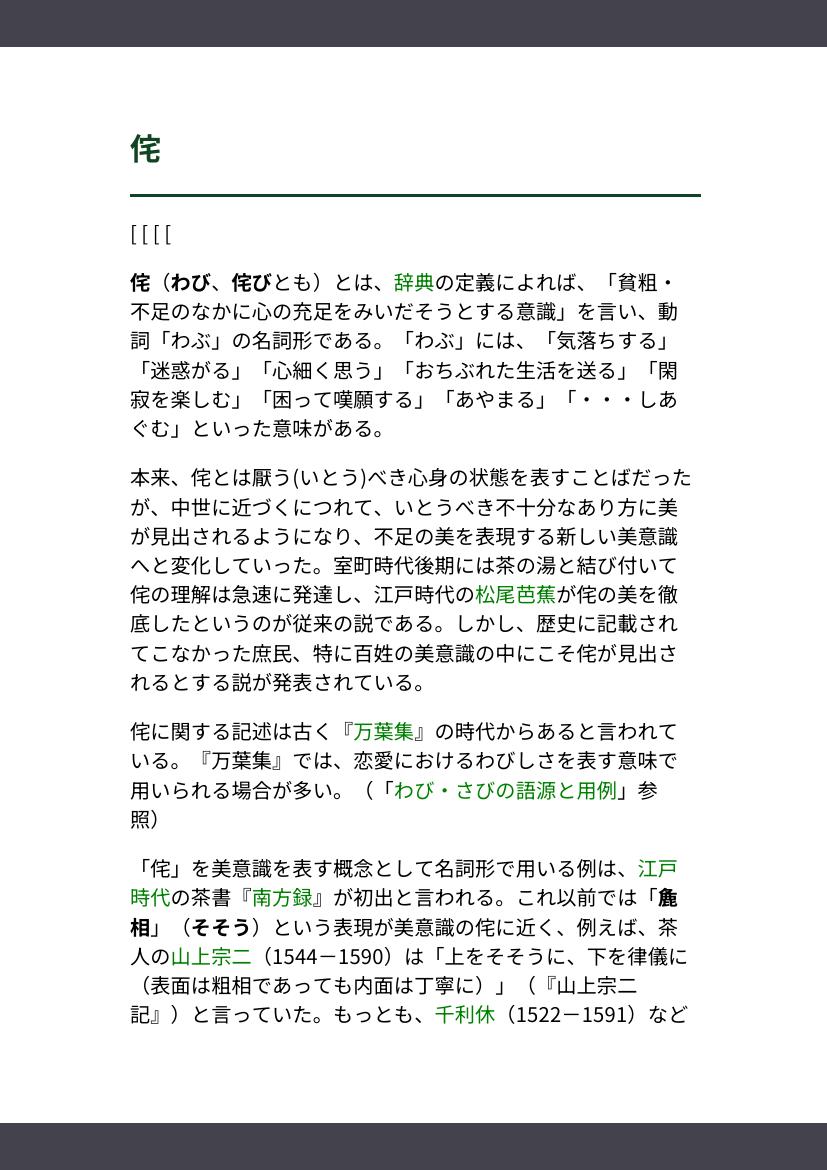 侘
[ [ [ [
侘（わび、侘びとも）とは、辞典の定義によれば、「貧粗・
不足のなかに心の充足をみいだそうとする意識」を言い、動
詞「わぶ」の名詞形である。「わぶ」には、「気落ちする」
「迷惑がる」「心細く思う」「おちぶれた生活を送る」「閑
寂を楽しむ」「困って嘆願する」「あやまる」「・・・しあ
ぐむ」といった意味がある。
本来、侘とは厭う(いとう)べき心身の状態を表すことばだった
が、中世に近づくにつれて、いとうべき不十分なあり方に美
が見出されるようになり、不足の美を表現する新しい美意識
へと変化していった。室町時代後期には茶の湯と結び付いて
侘の理解は急速に発達し、江戸時代の松尾芭蕉が侘の美を徹
底したというのが従来の説である。しかし、歴史に記載され
てこなかった庶民、特に百姓の美意識の中にこそ侘が見出さ
れるとする説が発表されている。
侘に関する記述は古く『万葉集』の時代からあると言われて
いる。『万葉集』では、恋愛におけるわびしさを表す意味で
用いられる場合が多い。（「わび・さびの語源と用例」参
照）
「侘」を美意識を表す概念として名詞形で用いる例は、江戸
時代の茶書『南方録』が初出と言われる。これ以前では「麁
相」（そそう）という表現が美意識の侘に近く、例えば、茶
人の山上宗二（1544－1590）は「上をそそうに、下を律儀に
（表面は粗相であっても内面は丁寧に）」（『山上宗二
記』）と言っていた。もっとも、千利休（1522－1591）など